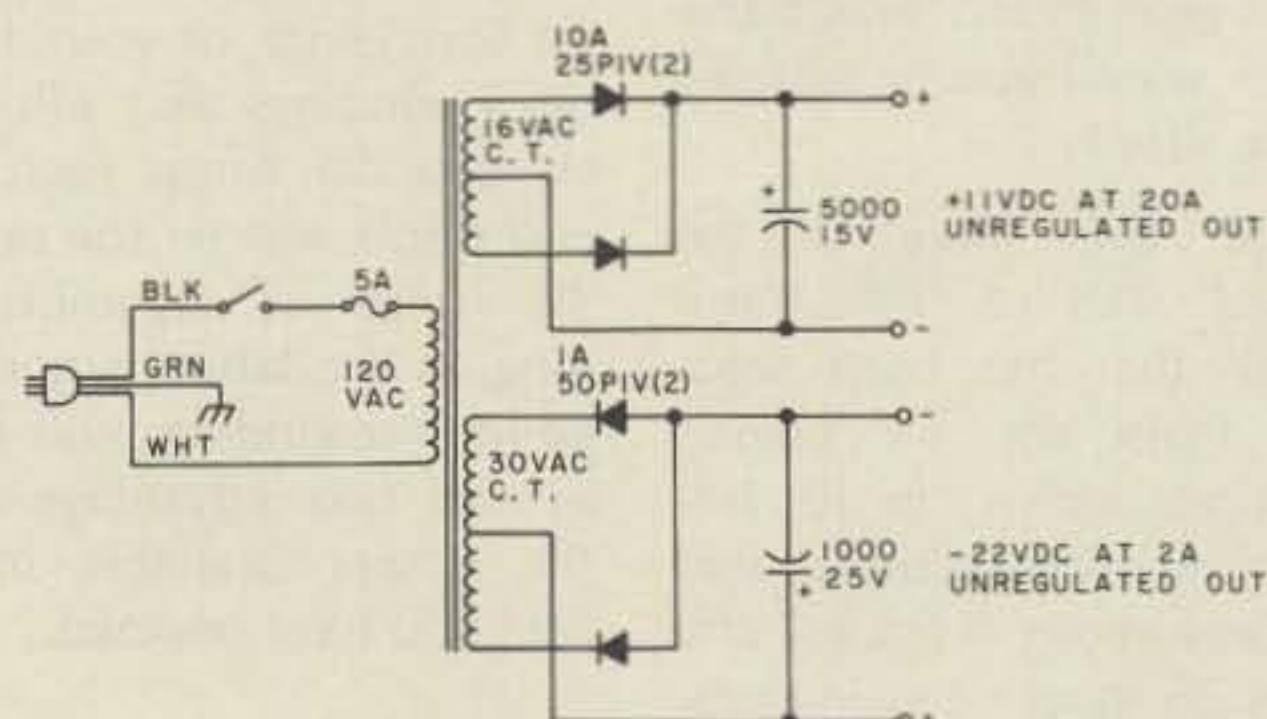 10A
25PIV(2)
+
16VAC
C. T.
+
5000
15V
+11VDC AT 20A
UNREGULATED OUT
-
BLK
5A
GRN
120
VAC
WHT
1A
50PIV(2)
-
30VAC
C. T.
1000
25V
+
-22VDC AT 2A
UNREGULATED OUT
+